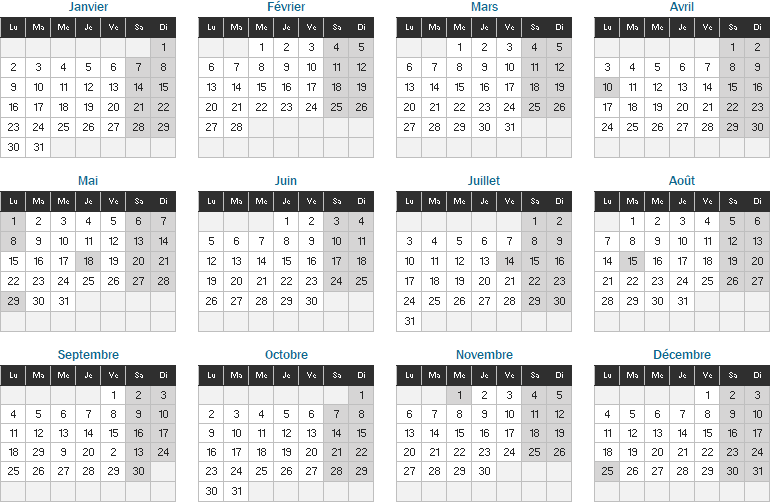 Janvier
Lu Ma Me Je Ve Sa Di
1
2 3 4 5 6 7 8
9 10 11 12 13 14 15
16 17 18 19 20 21 22
23 24 25 26 27 28 29
30 31
Février
Lu Ma Me Je Ve Sa Di
1 2 3 4 5
6 7 8 9 10 11 12
13 14 15 16 17 18 19
20 21 22 23 24 25 26
27 28
Mars
Lu Ma Me Je Ve Sa Di
1 2 3 4 5
6 7 8 9 10 11 12
13 14 15 16 17 18 19
20 21 22 23 24 25 26
27 28 29 30 31
Avril
Lu Ma Me Je Ve Sa Di
1 2
3 4 5 6 7 8 9
10 11 12 13 14 15 16
17 18 19 20 21 22 23
24 25 26 27 28 29 30
Mai
Lu Ma Me Je Ve Sa Di
1 2 3 4 5 6 7
8 9 10 11 12 13 14
15 16 17 18 19 20 21
22 23 24 25 26 27 28
29 30 31
Juin
Lu Ma Me Je Ve Sa Di
1 2 3 4
5 6 7 8 9 10 11
12 13 14 15 16 17 18
19 20 21 22 23 24 25
26 27 28 29 30
Juillet
Lu Ma Me Je Ve Sa Di
1 2
3 4 5 6 7 8 9
10 11 12 13 14 15 16
17 18 19 20 21 22 23
24 25 26 27 28 29 30
31
Août
Lu Ma Me Je Ve Sa Di
1 2 3 4 5 6
7 8 9 10 11 12 13
14 15 16 17 18 19 20
21 22 23 24 25 26 27
28 29 30 31
Septembre
Lu Ma Me Je Ve Sa Di
1 2 3
4 5 6 7 8 9 10
11 12 13 14 15 16 17
18 29 9 20 2 13 24
25 26 27 28 29 30
Octobre
Lu Ma Me Je Ve Sa Di
1
2 3 4 5 6 7 8
9 10 11 12 13 14 15
16 17 18 19 20 21 22
23 24 25 26 27 28 29
30 31
Novembre
Lu Ma Me Je Ve Sa Di
1 2 3 4 5
6 7 8 9 10 11 12
13 14 15 16 17 18 19
20 21 22 23 24 25 26
27 28 29 30
Décembre
Lu Ma Me Je Ve Sa Di
1 2 3
4 5 6 7 8 9 10
11 12 13 14 15 16 17
18 19 20 21 22 23 24
25 26 27 28 29 30 31